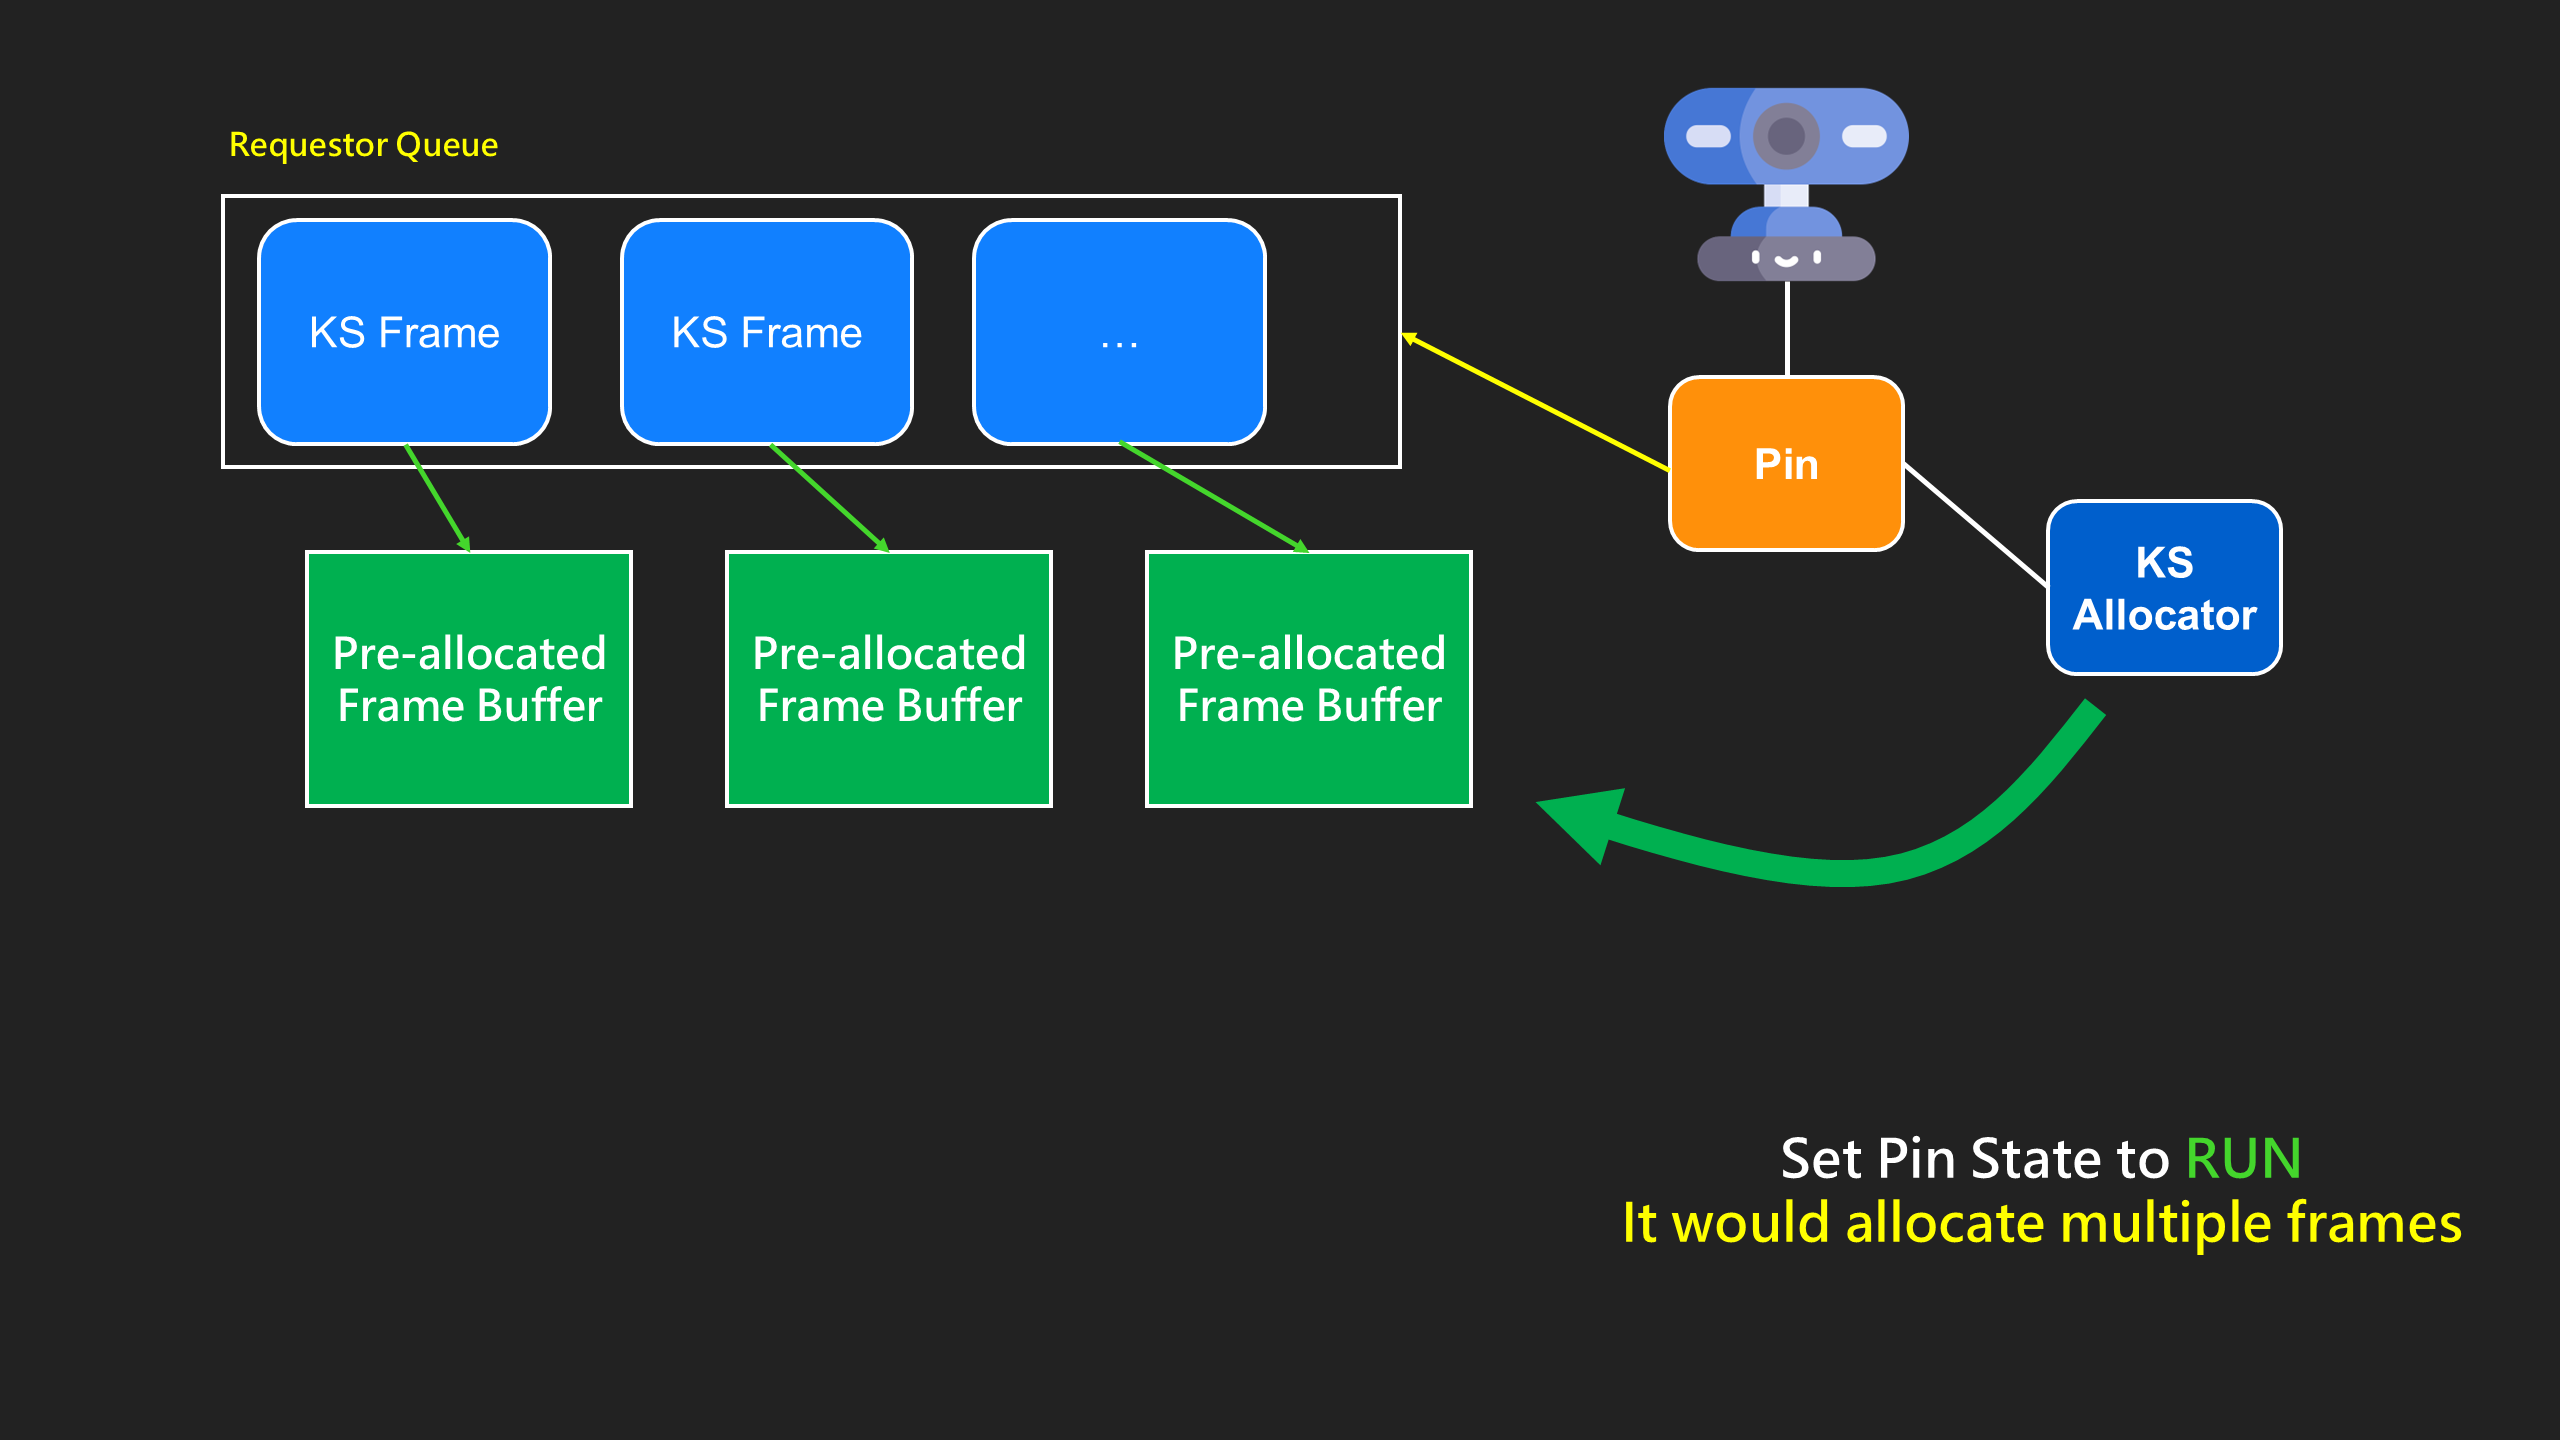 Requestor Queue
KS Frame
KS Frame
...
Pin
KS
Allocator
Pre-allocated
Frame Buffer
Pre-allocated
Frame Buffer
Pre-allocated
Frame Buffer
Set Pin State to RUN
It would allocate multiple frames